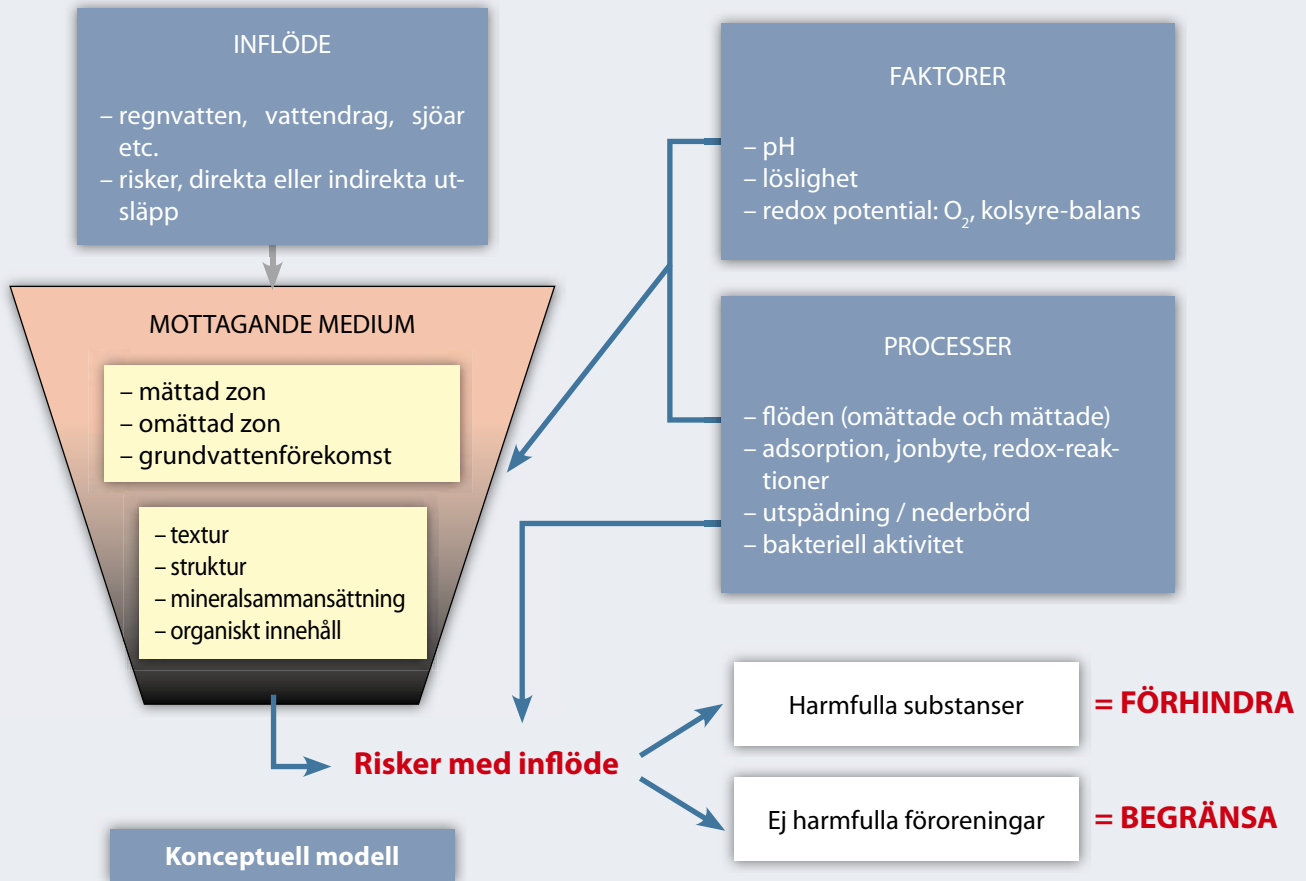 INFLÖDE
– regnvatten, vattendrag, sjöar
etc.
– risker, direkta eller indirekta ut-
släpp
FAKTORER
– pH
– löslighet
– redox potential: O₂, kolsyre-balans
MOTTAGANDE MEDIUM
– mättad zon
– omättad zon
– grundvattenförekomst
– textur
– struktur
– mineralsammansättning
– organiskt innehåll
PROCESSER
– flöden (omättade och mättade)
– adsorption, jonbyte, redox-reak-
tioner
– utspädning / nederbörd
– bakteriell aktivitet
Risker med inflöde
Harmfulla substanser
= FÖRHINDRA
Ej harmfulla föroreningar
= BEGRÄNSA
Konceptuell modell